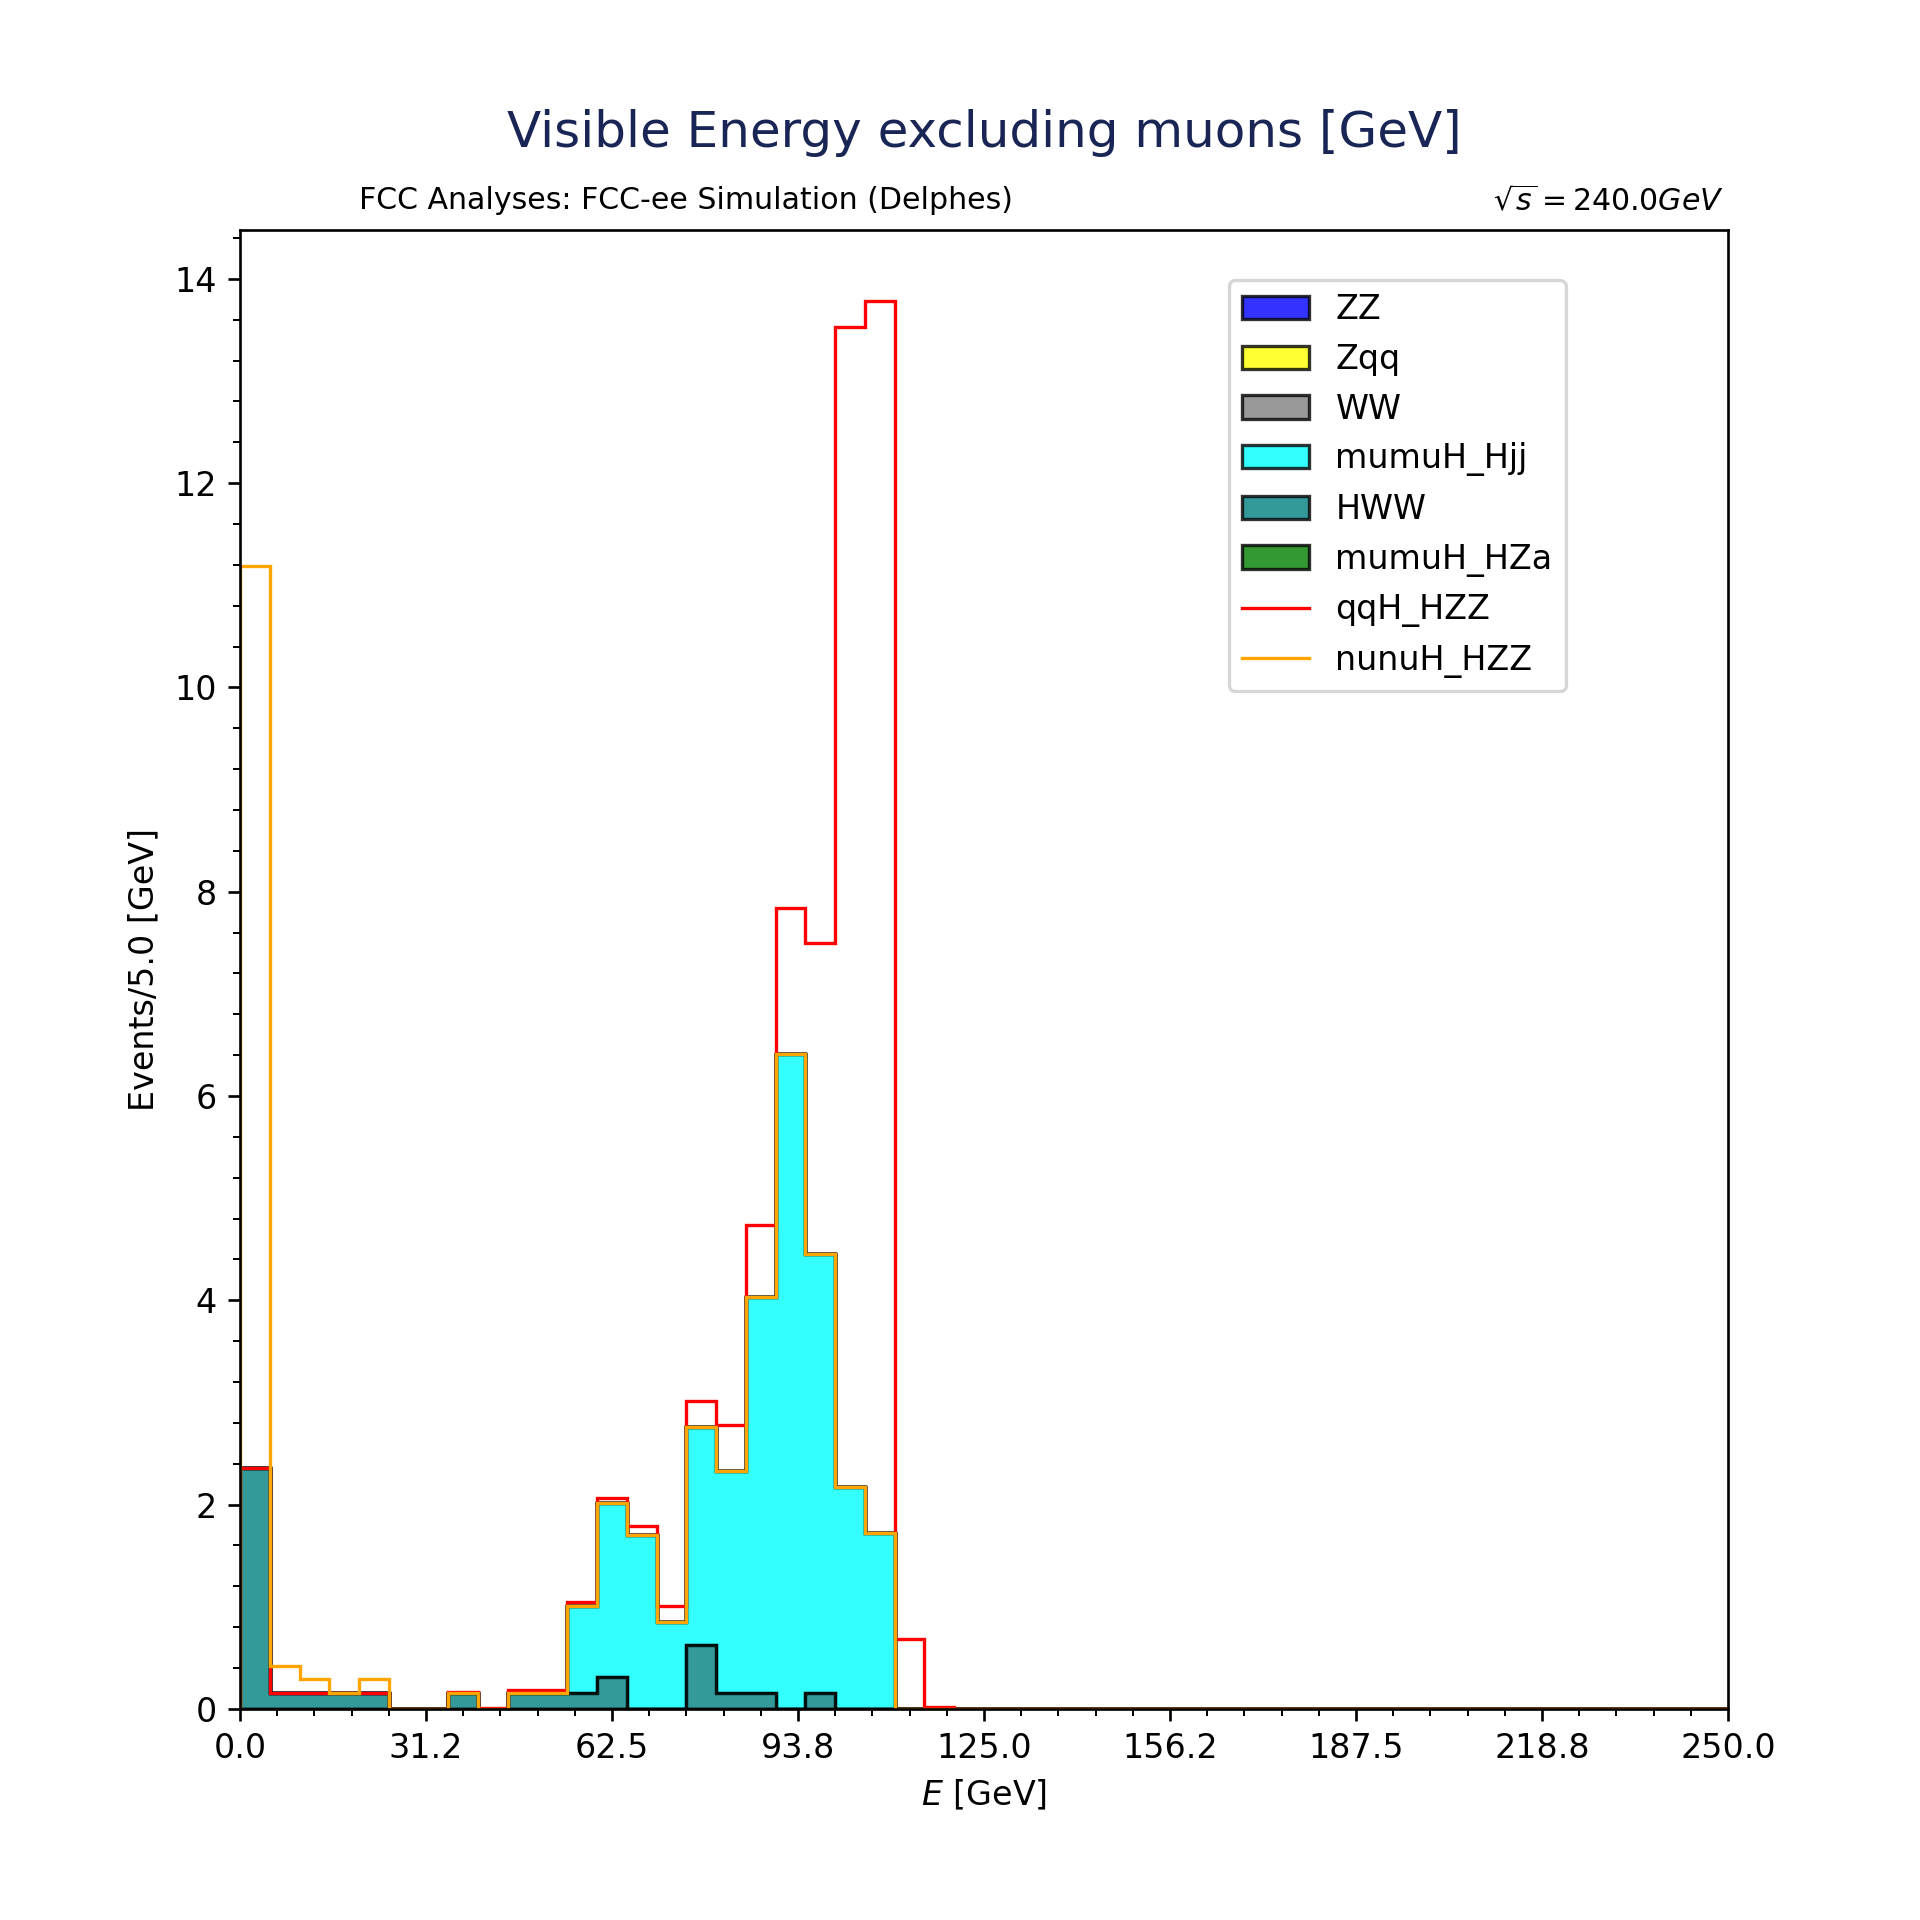 Visible Energy excluding muons [GeV]
FCC Analyses: FCC-ee Simulation (Delphes)
√s = 240.0GeV
14
12
10
8
6
4
2
0
Events/5.0 [GeV]
ZZ
Zqq
WW
mumuH_Hjj
HWW
mumuH_HZa
qqH_HZZ
nunuH_HZZ
0.0 31.2 62.5 93.8 125.0 156.2 187.5 218.8 250.0
E [GeV]